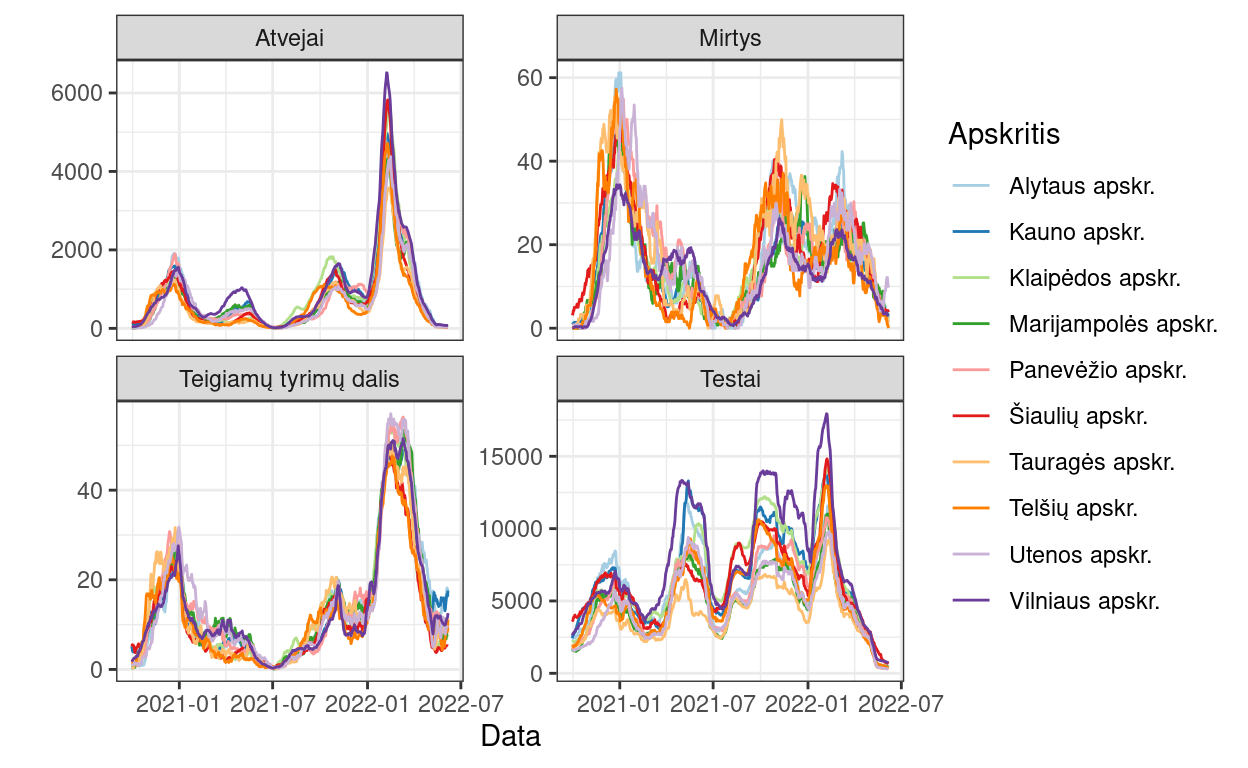 Atvejai
Mirtys
6000
4000
2000
0
60
40
20
0
Teigiamų tyrimų dalis
Testai
40
20
0
15000
10000
5000
0
2021-01 2021-07 2022-01 2022-07
2021-01 2021-07 2022-01 2022-07
Data
Apskritis
Alytaus apskr.
Kauno apskr.
Klaipėdos apskr.
Marijampolės apskr.
Panevėžio apskr.
Šiaulių apskr.
Tauragės apskr.
Telšių apskr.
Utenos apskr.
Vilniaus apskr.